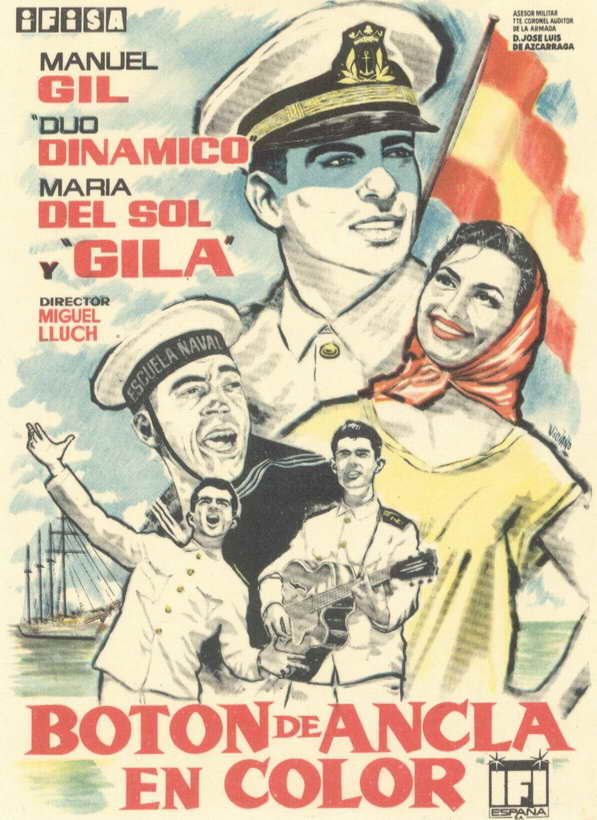 IFISA
ASESOR MILITAR
TTE. CORONEL AUDITOR
DE LA ARMADA
D. JOSE LUIS
DE AZCARRAGA
MANUEL
GIL
"DUO
DINAMICO"
MARIA
DEL SOL
Y "GILA"
DIRECTOR
MIGUEL
LLUCH
ESCUELA NAVAL
BOTON DE ANCLA
EN COLOR
IFI
ESPAÑA
S.A.